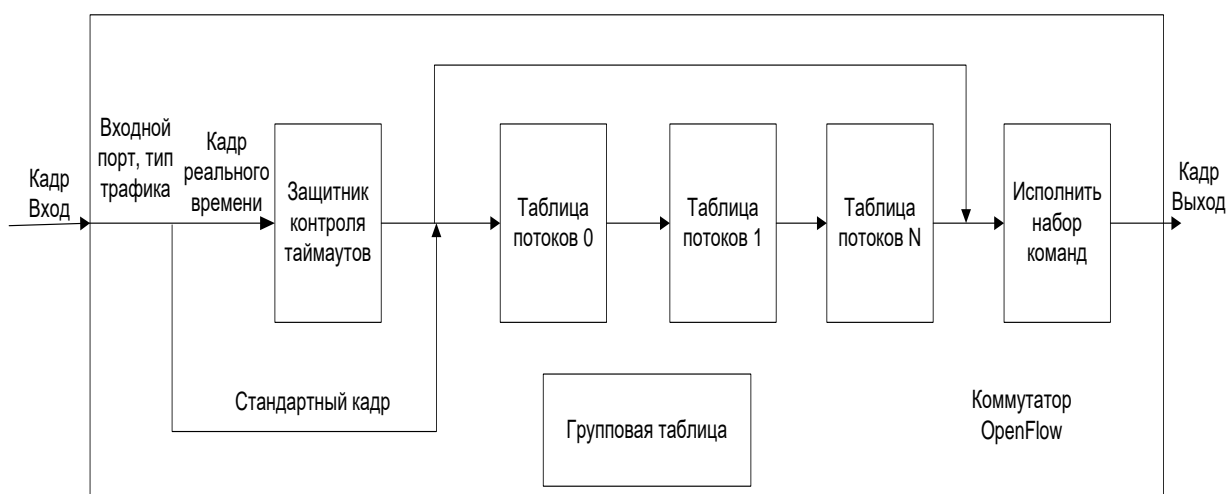 Кадр
Вход
Входной
порт, тип
трафика
Кадр
реального
времени
Защитник
контроля
таймаутов
Таблица
потоков 0
Таблица
потоков 1
Таблица
потоков N
Исполнить
набор
команд
Кадр
Выход
Стандартный кадр
Групповая таблица
Коммутатор
OpenFlow